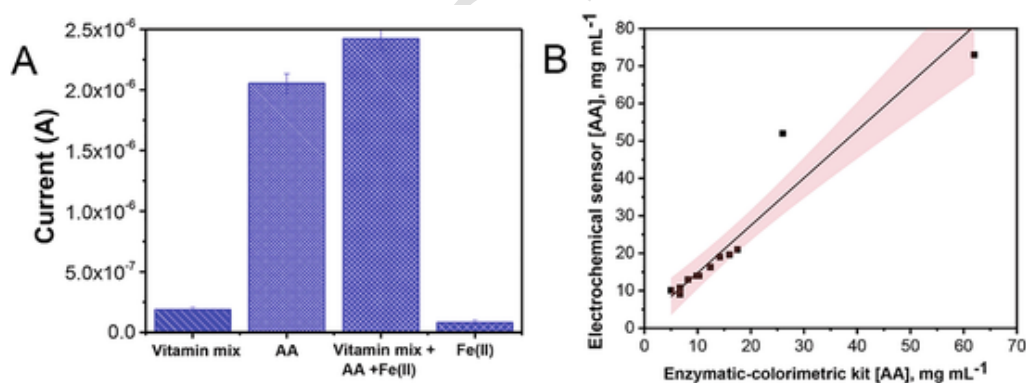 A
Current (A)
2.5x10-6
2.0x10-6
1.5x10-6
1.0x10-6
5.0x10-7
0.0
Vitamin mix
AA
Vitamin mix +
AA +Fe(II)
Fe(II)
B
Electrochemical sensor [AA], mg mL-1
80
70
60
50
40
30
20
10
0
0
10
20
30
40
50
60
70
Enzymatic-colorimetric kit [AA], mg mL-1